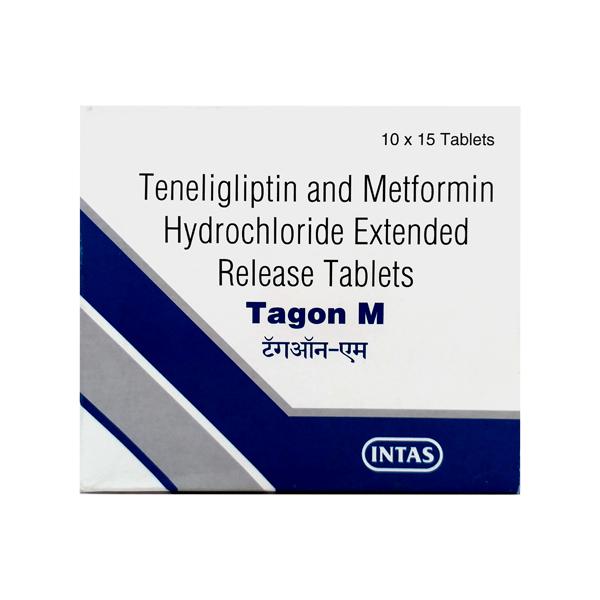 10 x 15 Tablets
Teneligliptin and Metformin
Hydrochloride Extended
Release Tablets
Tagon M
टॅगऑन-एम
INTAS